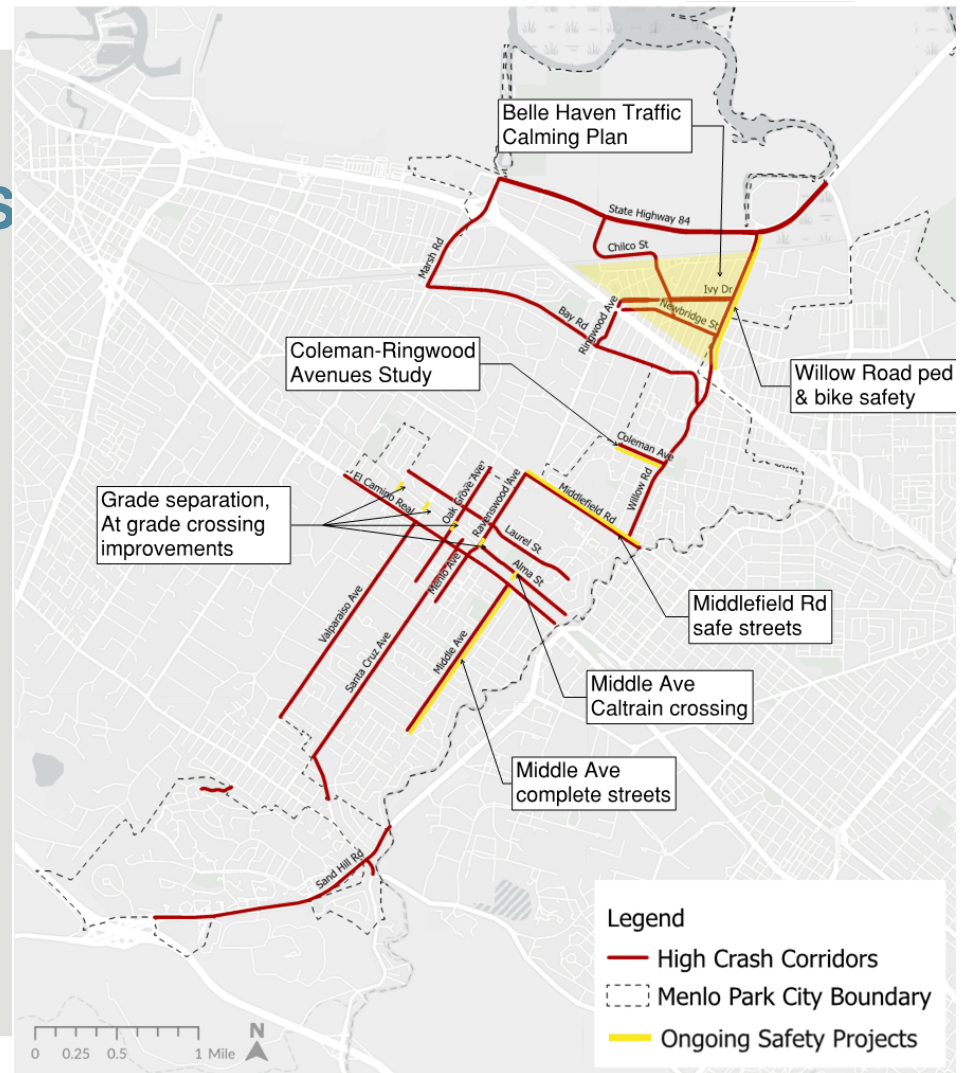 s
Belle Haven Traffic
Calming Plan
State Highway 84
Chilco St
Marsh Rd
Ivy Dr
Newbridge St
Bay Rd
Ringwood Ave
Coleman-Ringwood
Avenues Study
Willow Road ped
& bike safety
Coleman Ave
Willow Rd
Middlefield Rd
El Camino Real
Oak Grove Ave
Ravenswood Ave
Grade separation,
At grade crossing
improvements
Laurel St
Menlo Ave
Alma St
Valparaiso Ave
Santa Cruz Ave
Middle Ave
Middlefield Rd
safe streets
Middle Ave
Caltrain crossing
Middle Ave
complete streets
Sand Hill Rd
Legend
High Crash Corridors
Menlo Park City Boundary
Ongoing Safety Projects
N
0 0.25 0.5 1 Mile